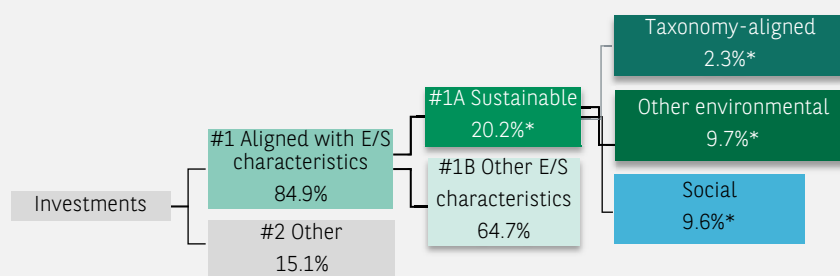 Taxonomy-aligned
2.3%*
#1A Sustainable
20.2%*
Other environmental
9.7%*
#1 Aligned with E/S
characteristics
84.9%
#1B Other E/S
characteristics
64.7%
Social
9.6%*
Investments
#2 Other
15.1%